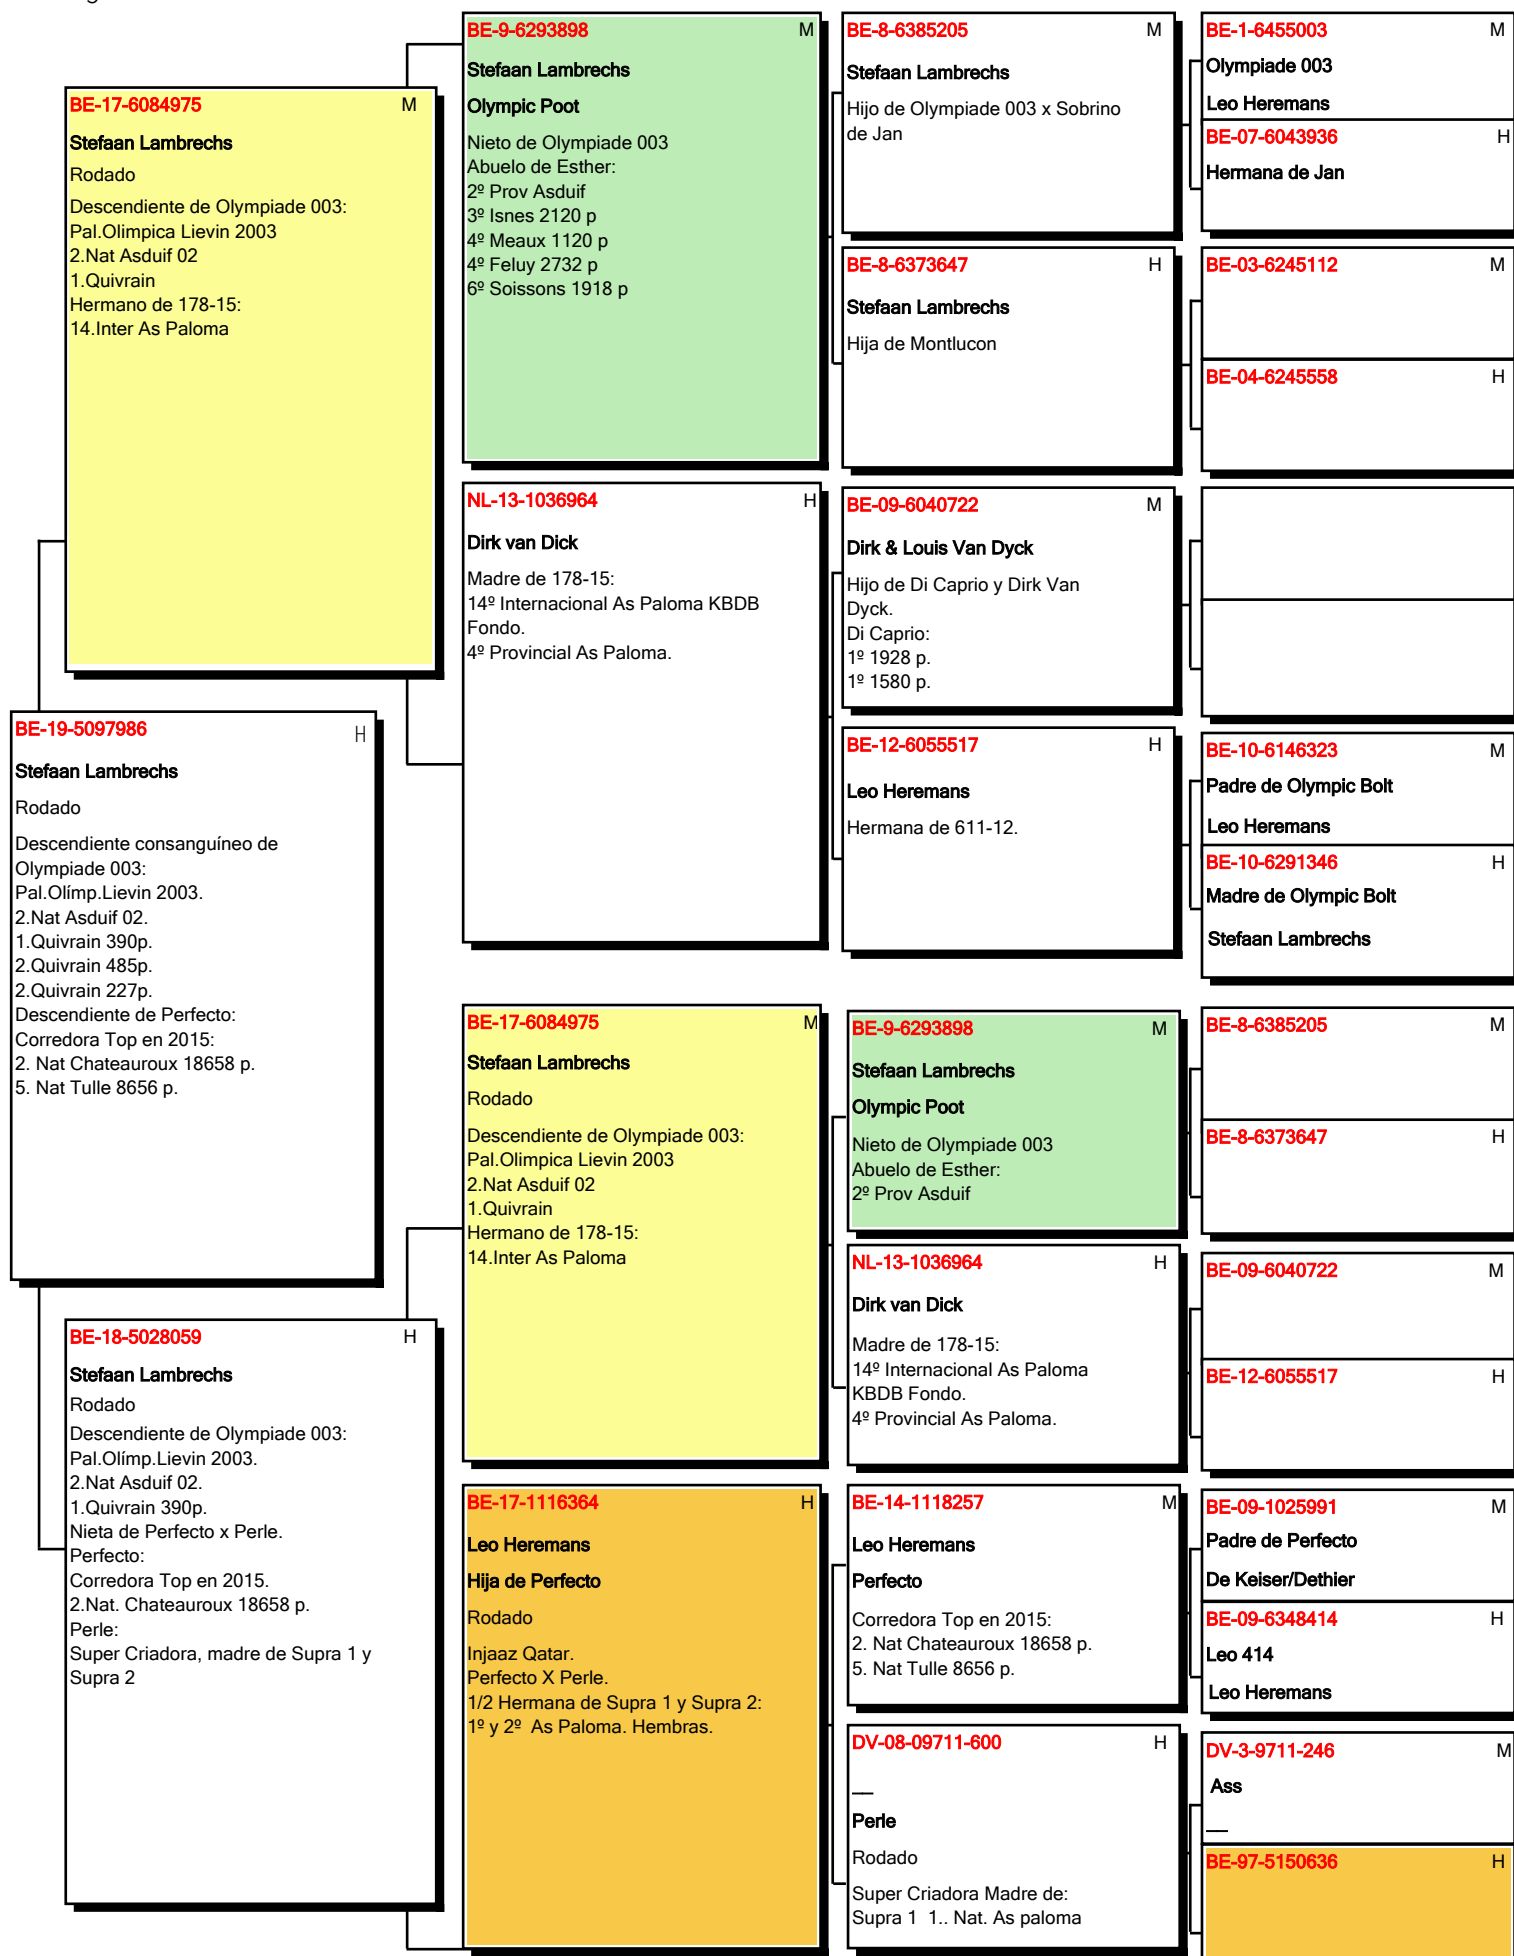 BE-19-5097986 H
Stefaan Lambrechs
Rodado
Descendiente consanguíneo de
Olympiade 003:
Pal.Olímp.Lievin 2003.
2.Nat Asduif 02.
1.Quivrain 390p.
2.Quivrain 485p.
2.Quivrain 227p.
Descendiente de Perfecto:
Corredora Top en 2015:
2. Nat Chateauroux 18658 p.
5. Nat Tulle 8656 p.
BE-17-6084975 M
Stefaan Lambrechs
Rodado
Descendiente de Olympiade 003:
Pal.Olimpica Lievin 2003
2.Nat Asduif 02
1.Quivrain
Hermano de 178-15:
14.Inter As Paloma
BE-18-5028059 H
Stefaan Lambrechs
Rodado
Descendiente de Olympiade 003:
Pal.Olímp.Lievin 2003.
2.Nat Asduif 02.
1.Quivrain 390p.
Nieta de Perfecto x Perle.
Perfecto:
Corredora Top en 2015.
2.Nat. Chateauroux 18658 p.
Perle:
Super Criadora, madre de Supra 1 y
Supra 2
BE-9-6293898 M
Stefaan Lambrechs
Olympic Poot
Nieto de Olympiade 003
Abuelo de Esther:
2º Prov Asduif
3º Isnes 2120 p
4º Meaux 1120 p
4º Feluy 2732 p
6º Soissons 1918 p
NL-13-1036964 H
Dirk van Dick
Madre de 178-15:
14º Internacional As Paloma KBDB
Fondo.
4º Provincial As Paloma.
BE-17-6084975 M
Stefaan Lambrechs
Rodado
Descendiente de Olympiade 003:
Pal.Olimpica Lievin 2003
2.Nat Asduif 02
1.Quivrain
Hermano de 178-15:
14.Inter As Paloma
BE-17-1116364 H
Leo Heremans
Hija de Perfecto
Rodado
Injaaz Qatar.
Perfecto X Perle.
1/2 Hermana de Supra 1 y Supra 2:
1º y 2º As Paloma. Hembras.
BE-8-6385205 M
Stefaan Lambrechs
Hijo de Olympiade 003 x Sobrino
de Jan
BE-8-6373647 H
Stefaan Lambrechs
Hija de Montlucon
BE-09-6040722 M
Dirk & Louis Van Dyck
Hijo de Di Caprio y Dirk Van
Dyck.
Di Caprio:
1º 1928 p.
1º 1580 p.
BE-12-6055517 H
Leo Heremans
Hermana de 611-12.
BE-9-6293898 M
Stefaan Lambrechs
Olympic Poot
Nieto de Olympiade 003
Abuelo de Esther:
2º Prov Asduif
NL-13-1036964 H
Dirk van Dick
Madre de 178-15:
14º Internacional As Paloma
KBDB Fondo.
4º Provincial As Paloma.
BE-14-1118257 M
Leo Heremans
Perfecto
Corredora Top en 2015:
2. Nat Chateauroux 18658 p.
5. Nat Tulle 8656 p.
DV-08-09711-600 H
__
Perle
Rodado
Super Criadora Madre de:
Supra 1 1.. Nat. As paloma
BE-1-6455003 M
Olympiade 003
Leo Heremans
BE-07-6043936 H
Hermana de Jan
BE-03-6245112 M
BE-04-6245558 H
BE-10-6146323 M
Padre de Olympic Bolt
Leo Heremans
BE-10-6291346 H
Madre de Olympic Bolt
Stefaan Lambrechs
BE-8-6385205 M
BE-8-6373647 H
BE-09-6040722 M
BE-12-6055517 H
BE-09-1025991 M
Padre de Perfecto
De Keiser/Dethier
BE-09-6348414 H
Leo 414
Leo Heremans
DV-3-9711-246 M
Ass
__
BE-97-5150636 H